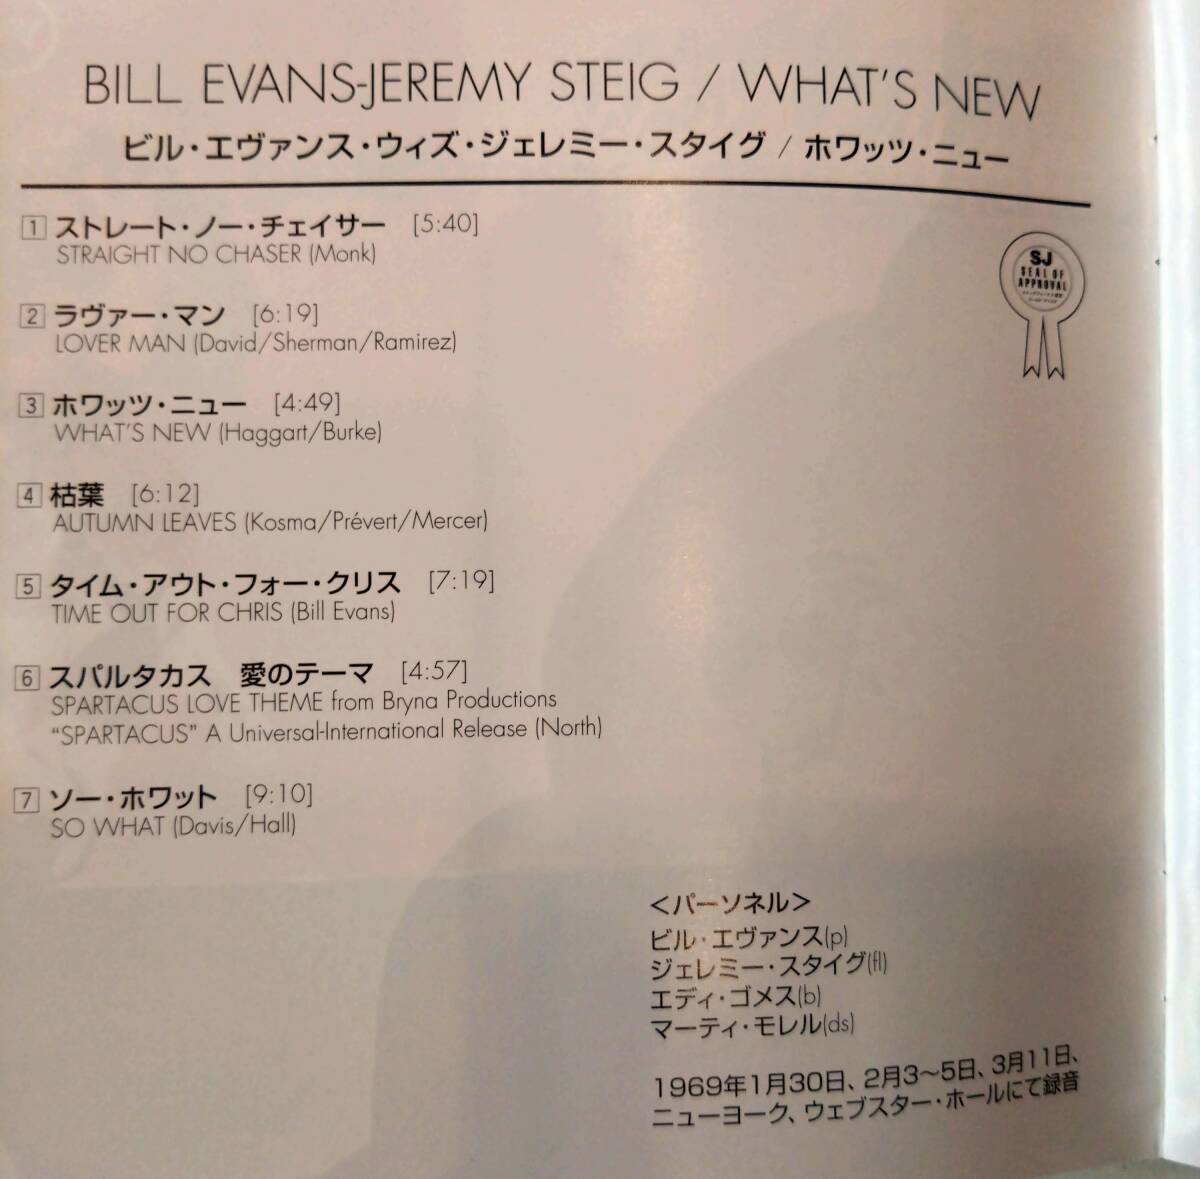 BILL EVANS-JEREMY STEIG / WHAT'S NEW
ビル・エヴァンス・ウィズ・ジェレミー・スタイグ / ホワッツ・ニュー
1 ストレート・ノー・チェイサー [5:40]
STRAIGHT NO CHASER (Monk)
2 ラヴァー・マン [6:19]
LOVER MAN (David/Sherman/Ramirez)
3 ホワッツ・ニュー [4:49]
WHAT'S NEW (Haggart/Burke)
4 枯葉 [6:12]
AUTUMN LEAVES (Kosma/Prévert/Mercer)
5 タイム・アウト・フォー・クリス [7:19]
TIME OUT FOR CHRIS (Bill Evans)
6 スパルタカス 愛のテーマ [4:57]
SPARTACUS LOVE THEME from Bryna Productions
“SPARTACUS” A Universal-International Release (North)
7 ソー・ホワット [9:10]
SO WHAT (Davis/Hall)
SJ
SEAL OF
APPROVAL
<パーソネル>
ビル・エヴァンス(p)
ジェレミー・スタイグ(fl)
エディ・ゴメス(b)
マーティ・モレル(ds)
1969年1月30日、2月3〜5日、3月11日、
ニューヨーク、ウェブスター・ホールにて録音